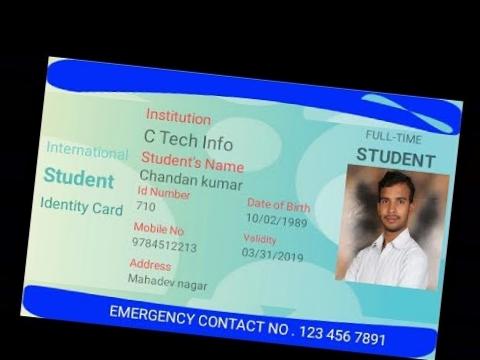 Institution
C Tech Info
International
Student
Identity Card
Student's Name
Chandan kumar
Id Number
710
Date of Birth
10/02/1989
Mobile No
9784512213
Validity
03/31/2019
Address
Mahadev nagar
FULL-TIME
STUDENT
EMERGENCY CONTACT NO . 123 456 7891